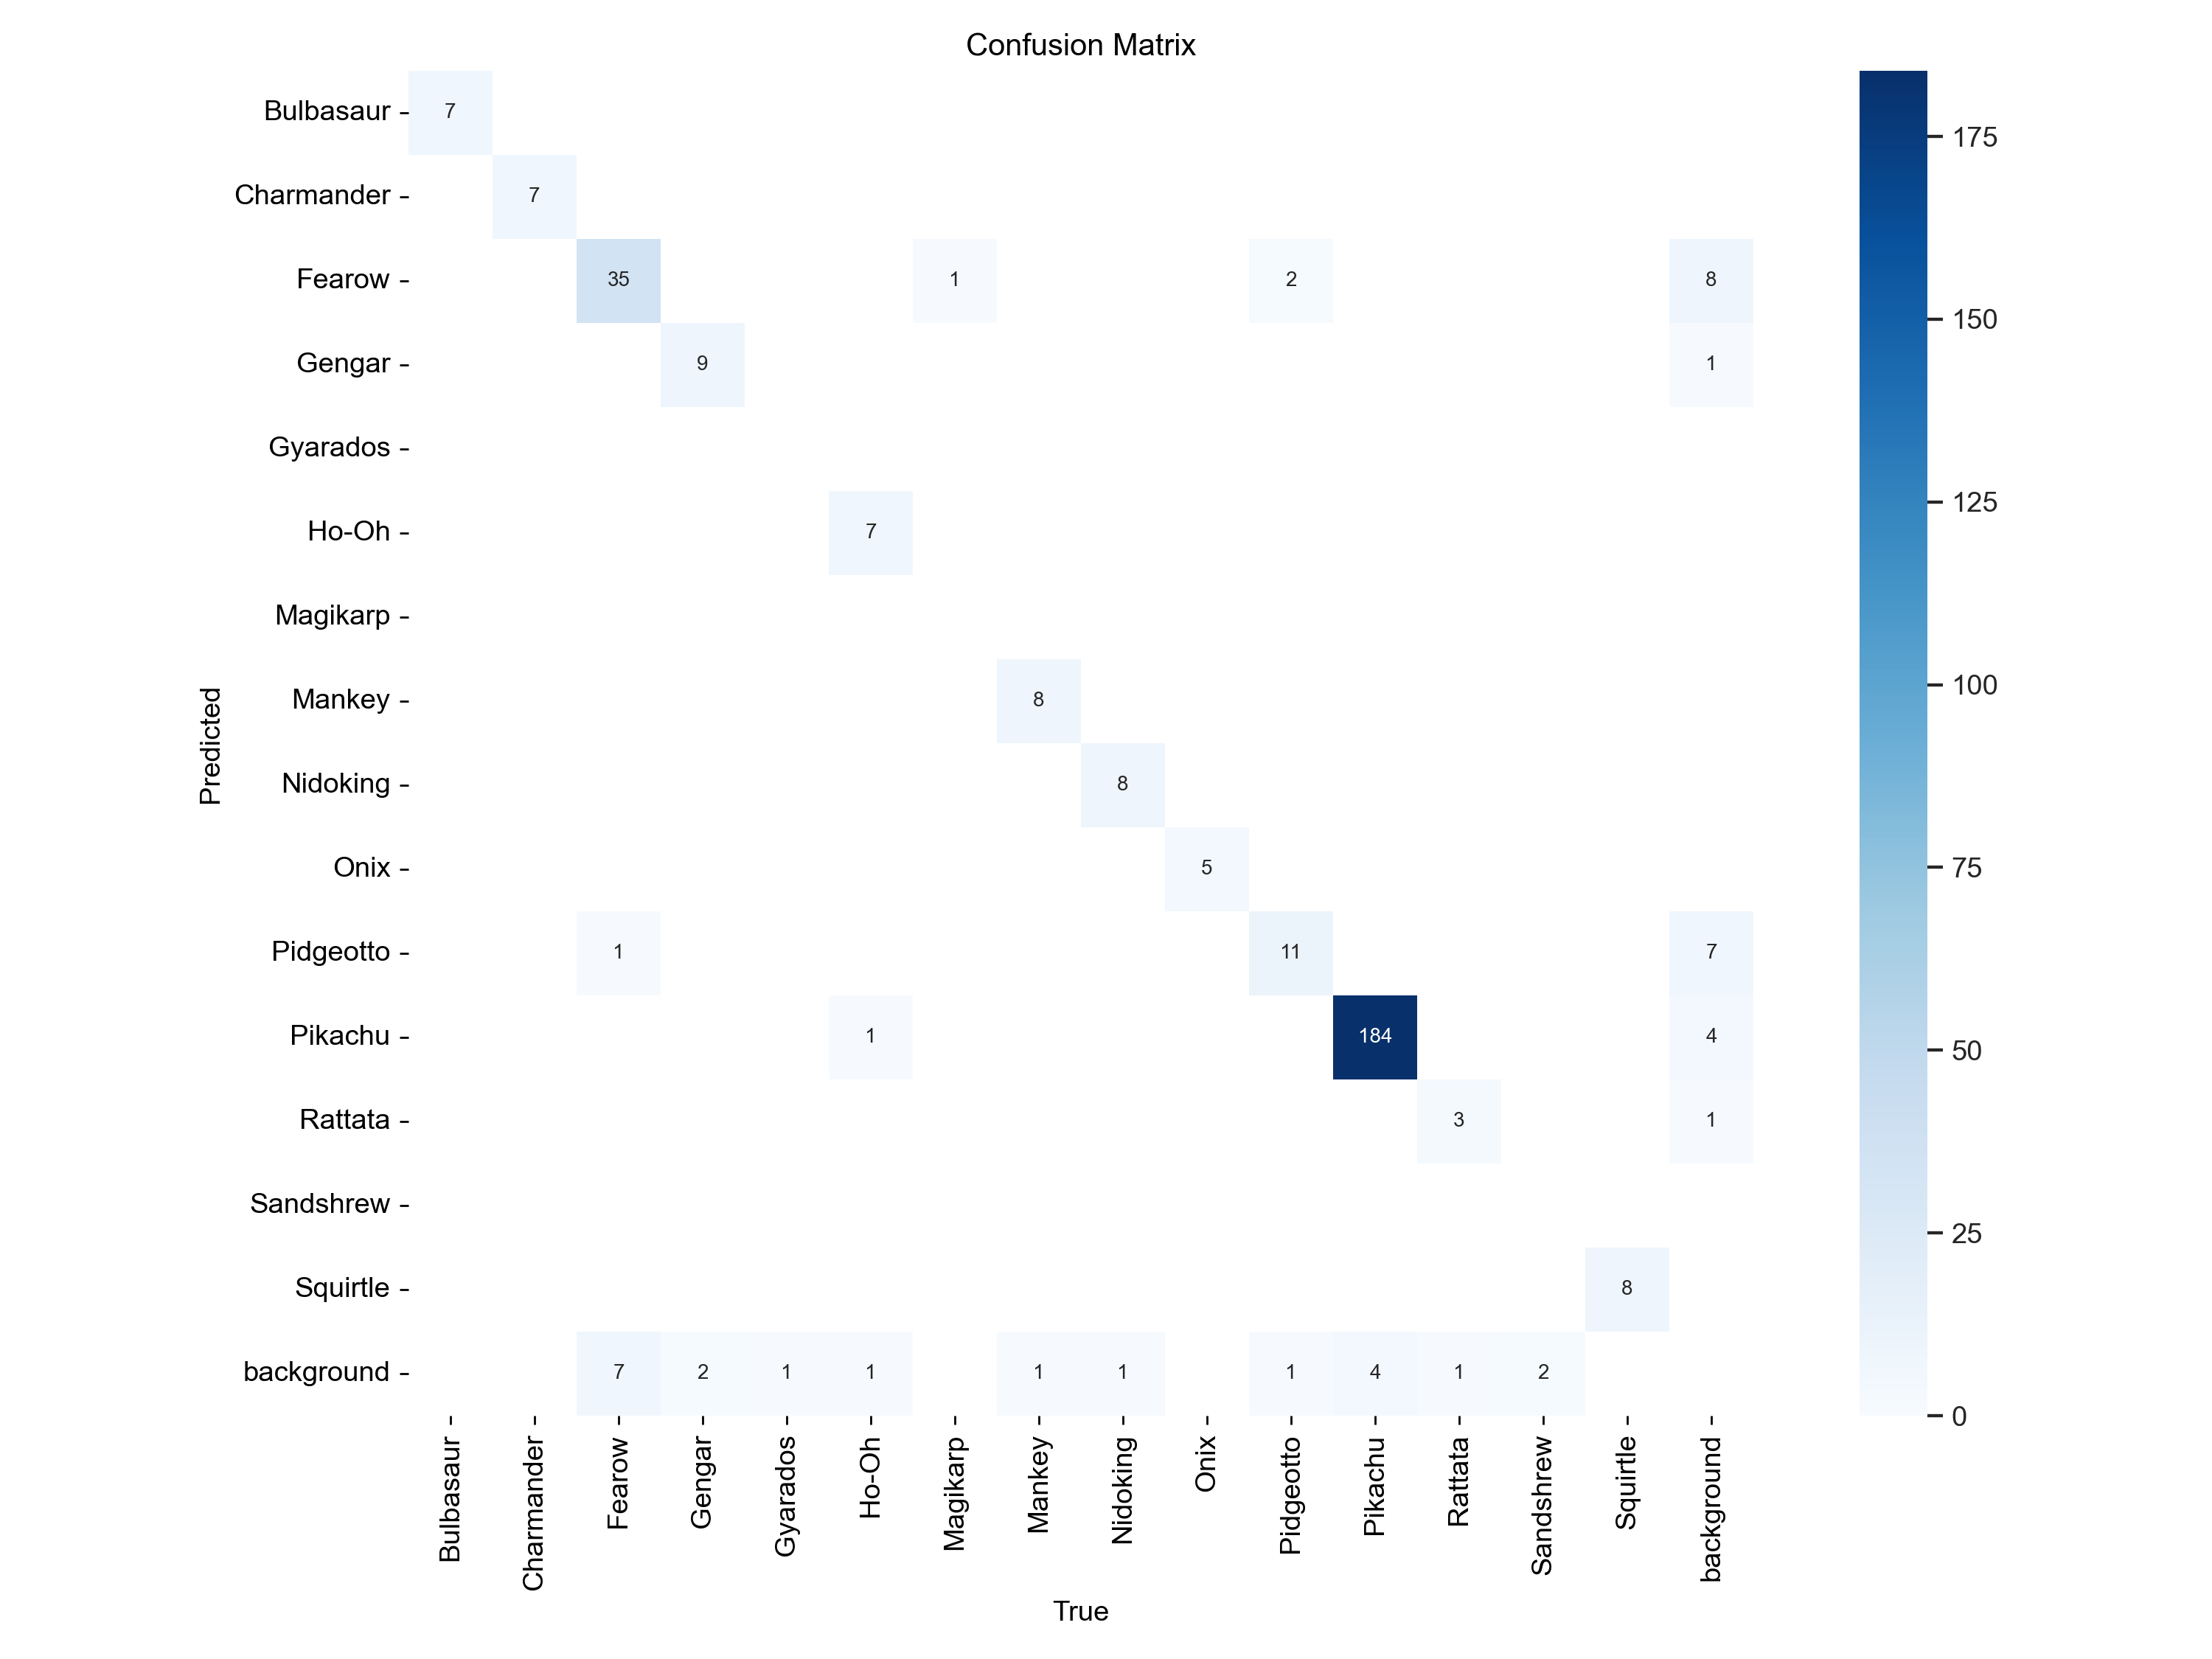 Confusion Matrix
Bulbasaur 7
Charmander 7
Fearow 35 1 2 8
Gengar 9 1
Gyarados
Ho-Oh 7
Magikarp
Mankey 8
Nidoking 8
Onix 5
Pidgeotto 1 11 7
Pikachu 1 184 4
Rattata 3 1
Sandshrew
Squirtle 8
background 7 2 1 1 1 1 1 4 1 2
Predicted
Bulbasaur Charmander Fearow Gengar Gyarados Ho-Oh Magikarp Mankey Nidoking Onix Pidgeotto Pikachu Rattata Sandshrew Squirtle background
True
175
150
125
100
75
50
25
0